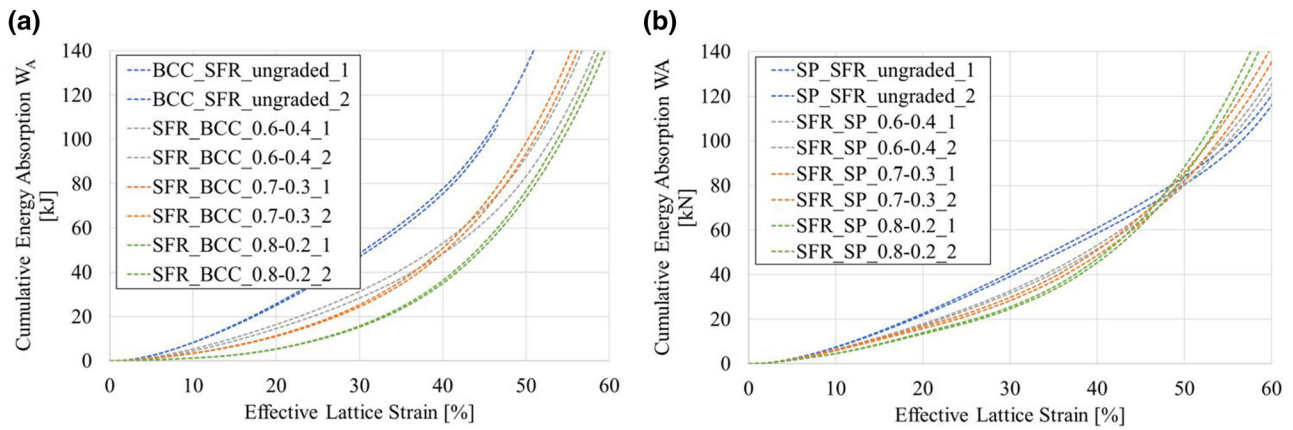 (a)
Cumulative Energy Absorption WA
[kJ]
140
120
100
80
60
40
20
0
BCC_SFR_ungraded_1
BCC_SFR_ungraded_2
SFR_BCC_0.6-0.4_1
SFR_BCC_0.6-0.4_2
SFR_BCC_0.7-0.3_1
SFR_BCC_0.7-0.3_2
SFR_BCC_0.8-0.2_1
SFR_BCC_0.8-0.2_2
0 10 20 30 40 50 60
Effective Lattice Strain [%]
(b)
Cumulative Energy Absorption WA
[kN]
140
120
100
80
60
40
20
0
SP_SFR_ungraded_1
SP_SFR_ungraded_2
SFR_SP_0.6-0.4_1
SFR_SP_0.6-0.4_2
SFR_SP_0.7-0.3_1
SFR_SP_0.7-0.3_2
SFR_SP_0.8-0.2_1
SFR_SP_0.8-0.2_2
0 10 20 30 40 50 60
Effective Lattice Strain [%]